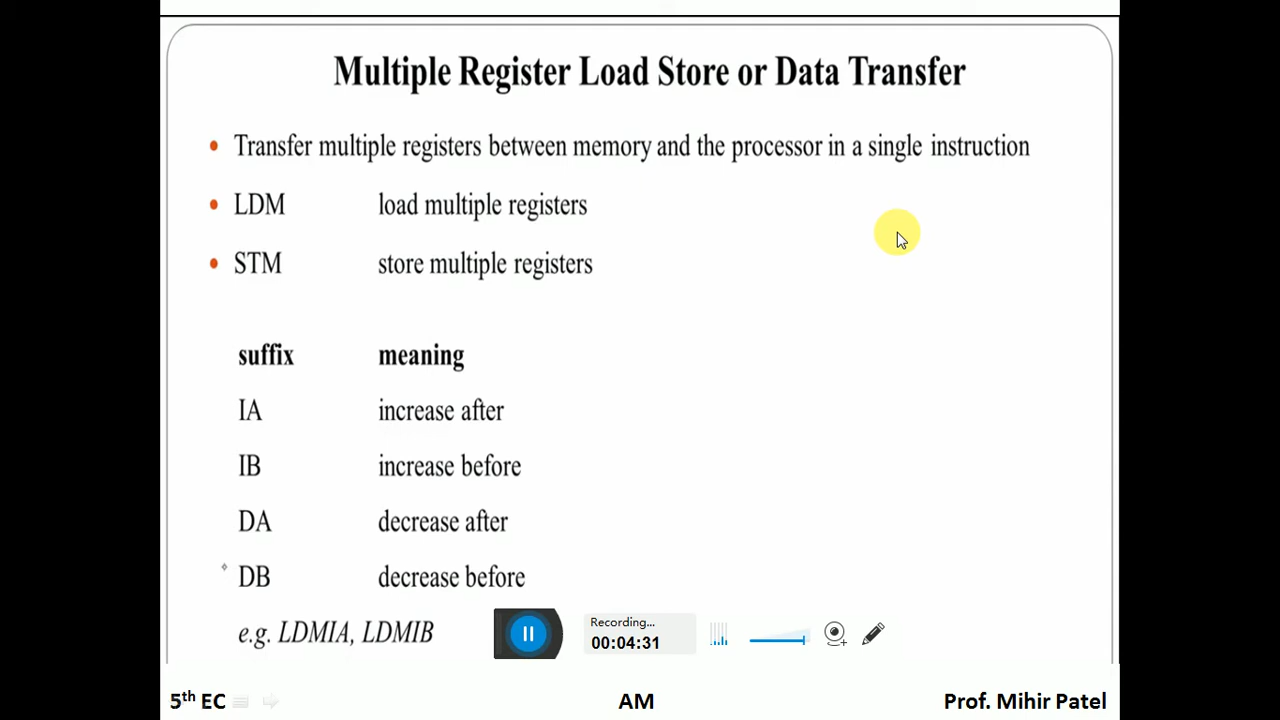 Multiple Register Load Store or Data Transfer
• Transfer multiple registers between memory and the processor in a single instruction
• LDM load multiple registers
• STM store multiple registers
suffix meaning
IA increase after
IB increase before
DA decrease after
DB decrease before
e.g. LDMIA, LDMIB
Recording...
00:04:31
5th EC AM Prof. Mihir Patel